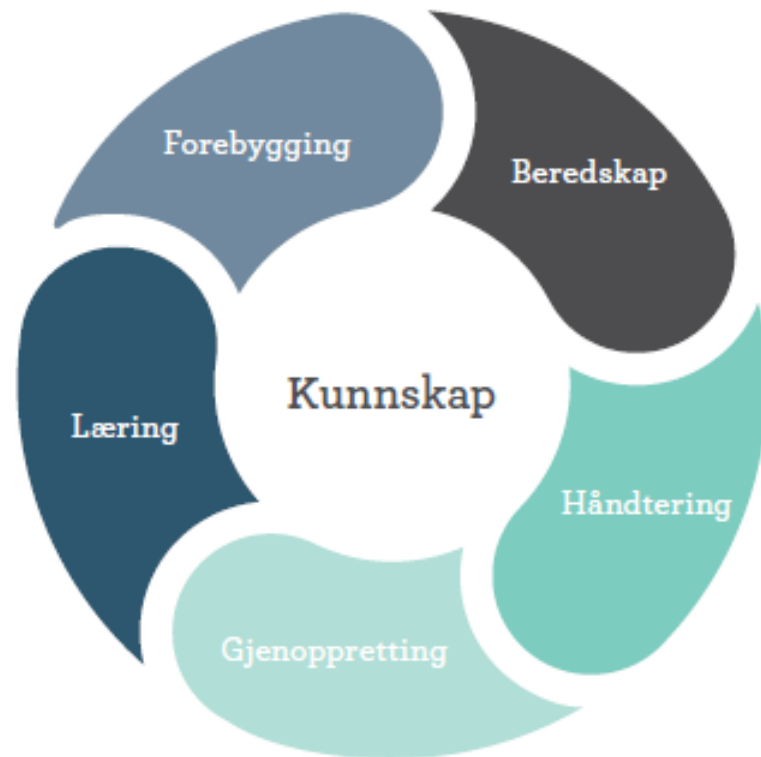 Forebygging
Beredskap
Kunnskap
Læring
Håndtering
Gjenoppretting